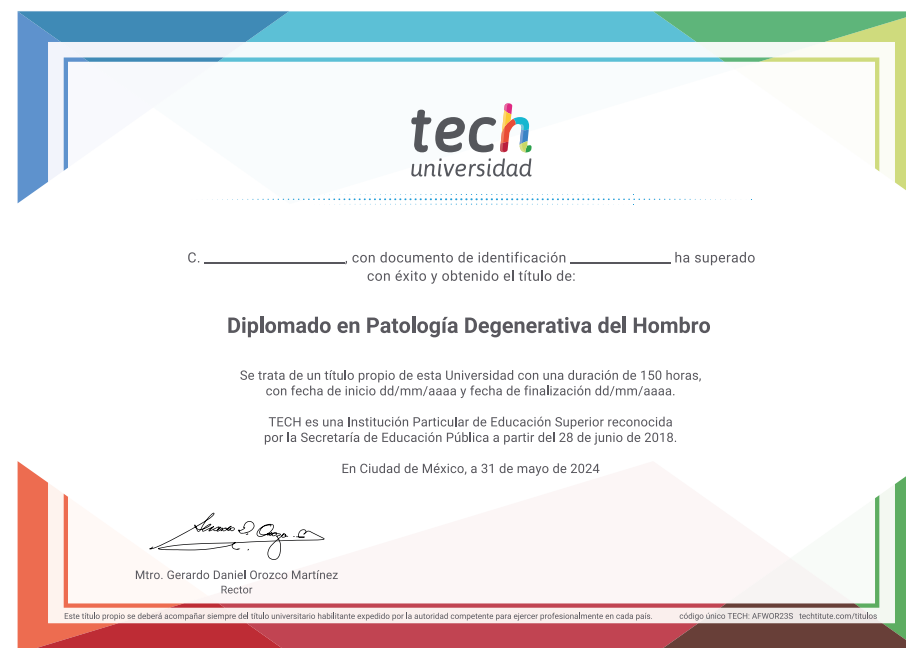 tech
universidad
C. ____________, con documento de identificación ____________ ha superado
con éxito y obtenido el título de:
Diplomado en Patología Degenerativa del Hombro
Se trata de un título propio de esta Universidad con una duración de 150 horas,
con fecha de inicio dd/mm/aaaa y fecha de finalización dd/mm/aaaa.
TECH es una Institución Particular de Educación Superior reconocida
por la Secretaría de Educación Pública a partir del 28 de junio de 2018.
En Ciudad de México, a 31 de mayo de 2024
Mtro. Gerardo Daniel Orozco Martínez
Rector
Este título propio se deberá acompañar siempre del título universitario habilitante expedido por la autoridad competente para ejercer profesionalmente en cada país. código único TECH: AFWOR23S techtitute.com/titulos